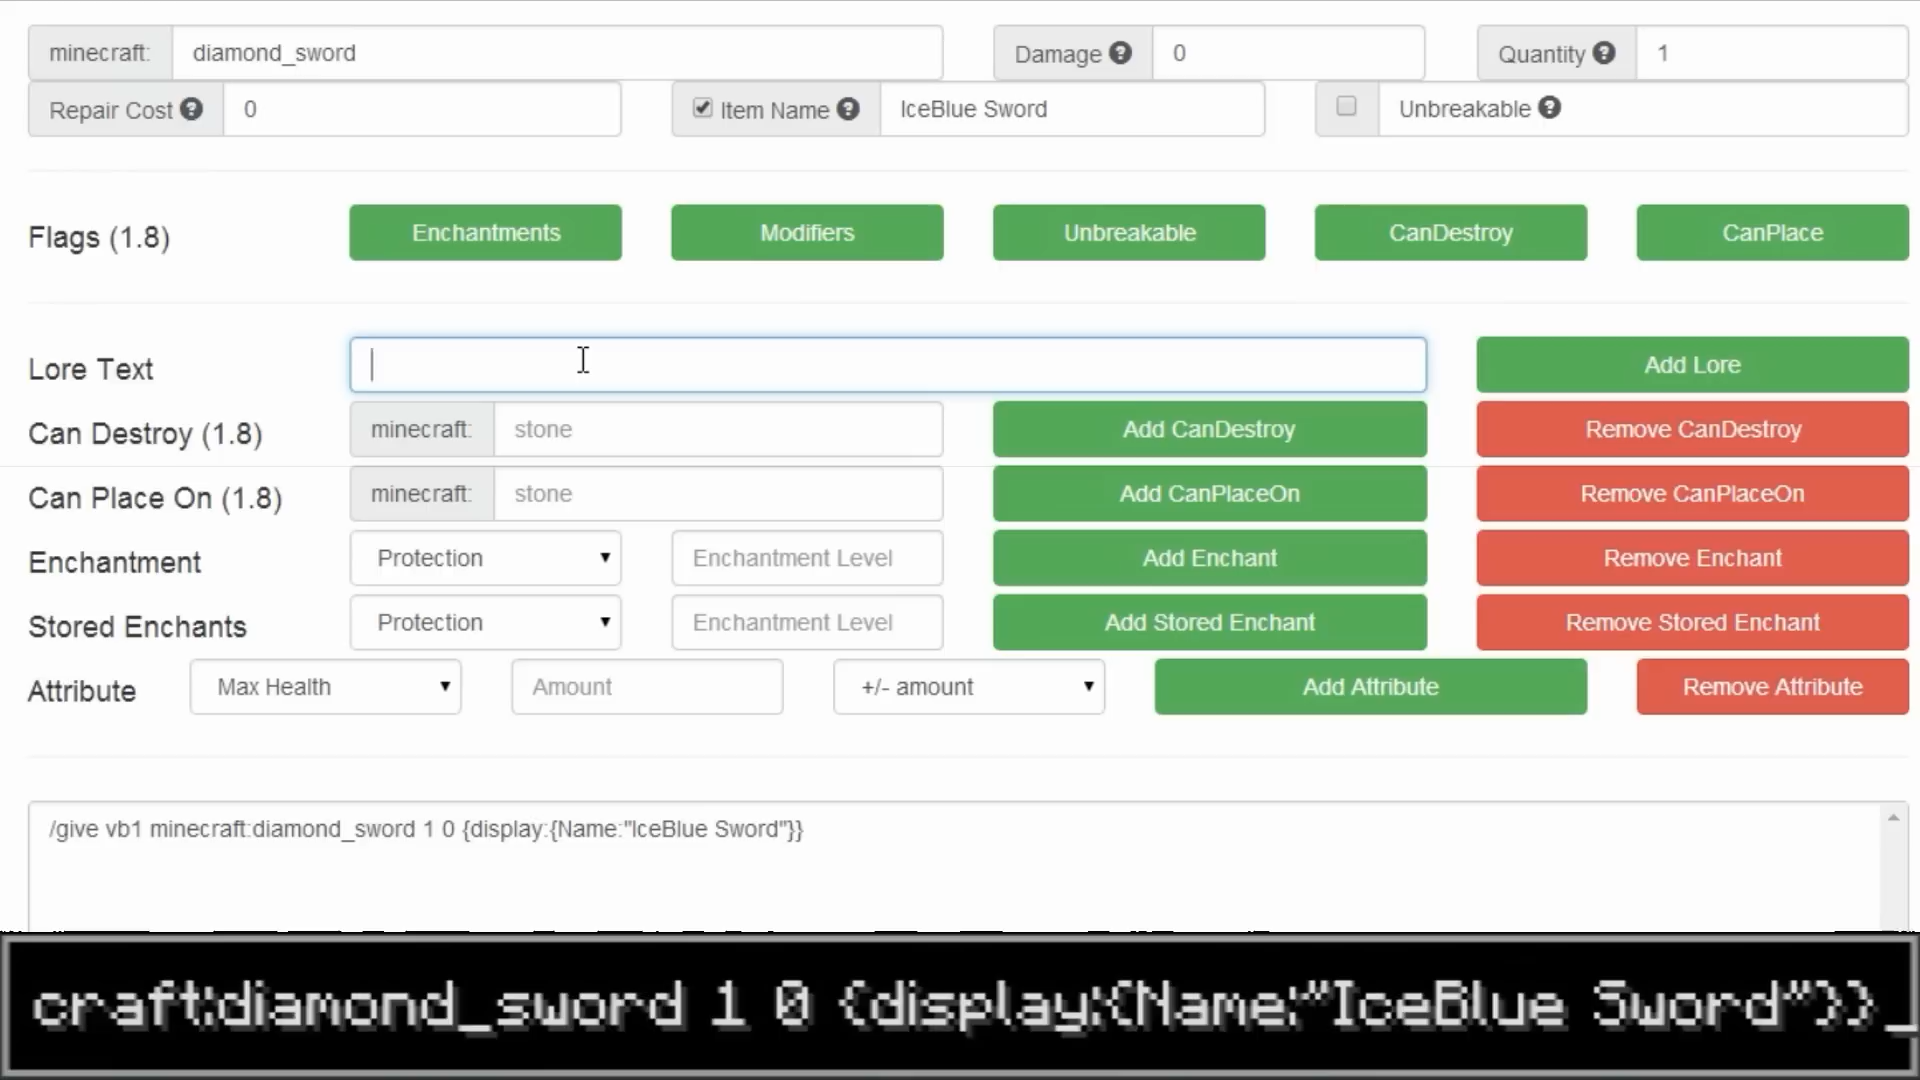 minecraft: diamond_sword Damage ? 0 Quantity ? 1
Repair Cost ? 0 Item Name ? IceBlue Sword Unbreakable ?
Flags (1.8) Enchantments Modifiers Unbreakable CanDestroy CanPlace
Lore Text Add Lore
Can Destroy (1.8) minecraft: stone Add CanDestroy Remove CanDestroy
Can Place On (1.8) minecraft: stone Add CanPlaceOn Remove CanPlaceOn
Enchantment Protection Enchantment Level Add Enchant Remove Enchant
Stored Enchants Protection Enchantment Level Add Stored Enchant Remove Stored Enchant
Attribute Max Health Amount +/- amount Add Attribute Remove Attribute
/give vb1 minecraft:diamond_sword 1 0 {display:{Name:"IceBlue Sword"}}
craft:diamond_sword 1 0 {display:{Name:"IceBlue Sword"}}_